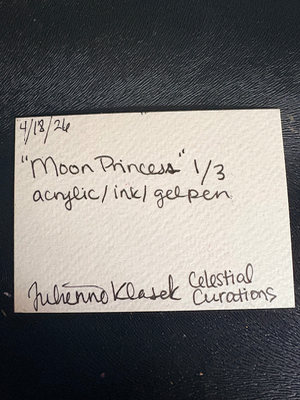 4/18/26
"Moon Princess" 1/3
acrylic/ink/gelpen
Julienne Klasek Celestial
Curations